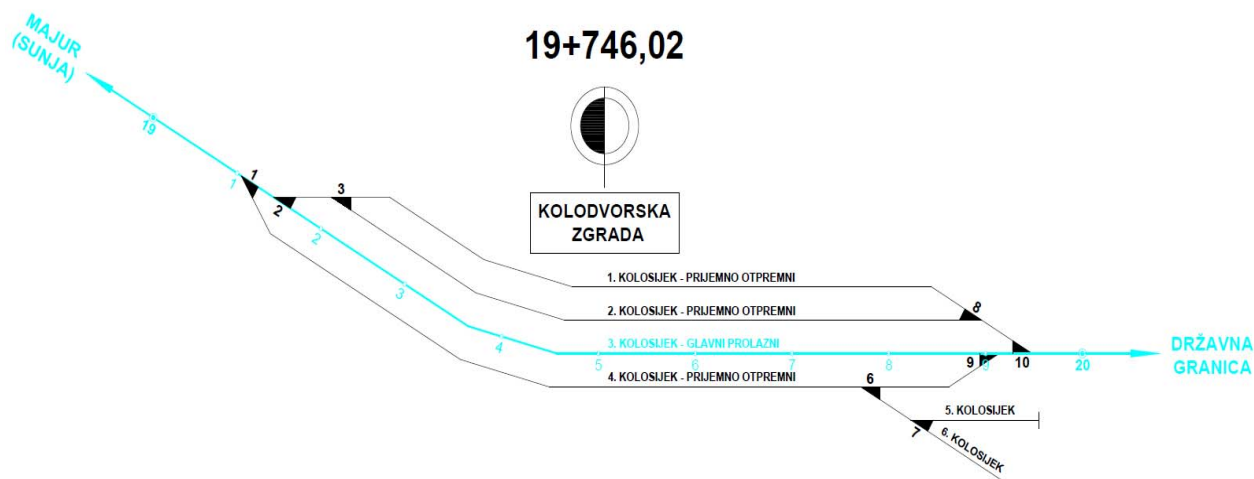 MAJUR
(SUNJA)
19+746,02
19
1
1
2
3
2
3
4
KOLODVORSKA
ZGRADA
1. KOLOSIJEK - PRIJEMNO OTPREMNI
8
2. KOLOSIJEK - PRIJEMNO OTPREMNI
3. KOLOSIJEK - GLAVNI PROLAZNI
5
6
7
8
9
9
10
20
DRŽAVNA
GRANICA
4. KOLOSIJEK - PRIJEMNO OTPREMNI
6
5. KOLOSIJEK
7
6. KOLOSIJEK